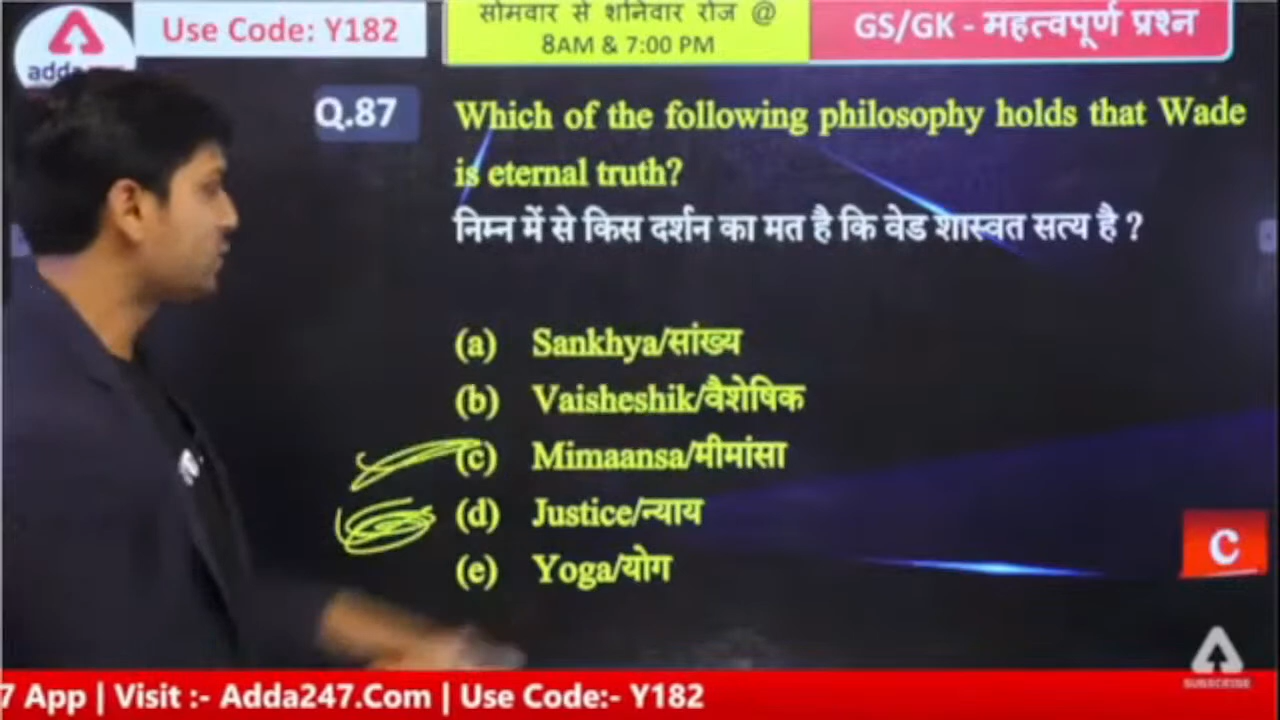 Use Code: Y182
सोमवार से शनिवार रोज @
8AM & 7:00 PM
GS/GK - महत्वपूर्ण प्रश्न
adda
Q.87
Which of the following philosophy holds that Wade
is eternal truth?
निम्न में से किस दर्शन का मत है कि वेड शास्वत सत्य है ?
(a) Sankhya/सांख्य
(b) Vaisheshik/वैशेषिक
(c) Mimaansa/मीमांसा
(d) Justice/न्याय
(e) Yoga/योग
C
SUBSCRIBE
7 App | Visit :- Adda247.Com | Use Code:- Y182